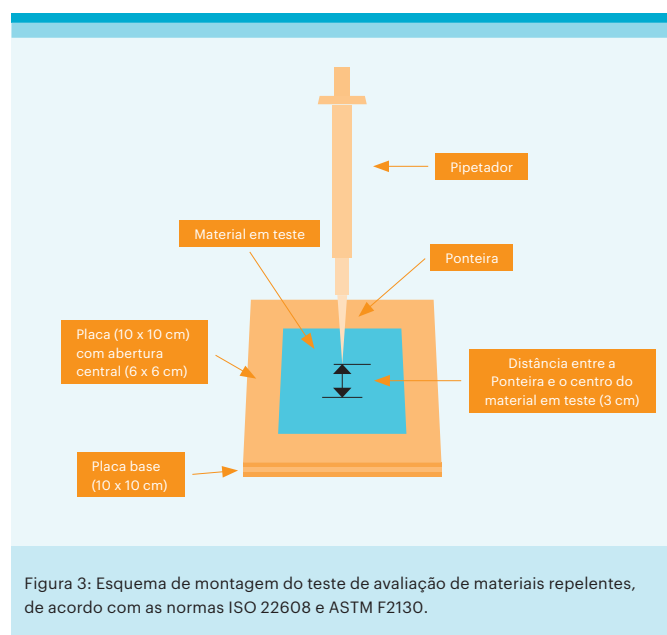 Pipetador
Material em teste
Ponteira
Placa (10 x 10 cm)
com abertura
central (6 x 6 cm)
Distância entre a
Ponteira e o centro do
material em teste (3 cm)
Placa base
(10 x 10 cm)
Figura 3: Esquema de montagem do teste de avaliação de materiais repelentes,
de acordo com as normas ISO 22608 e ASTM F2130.